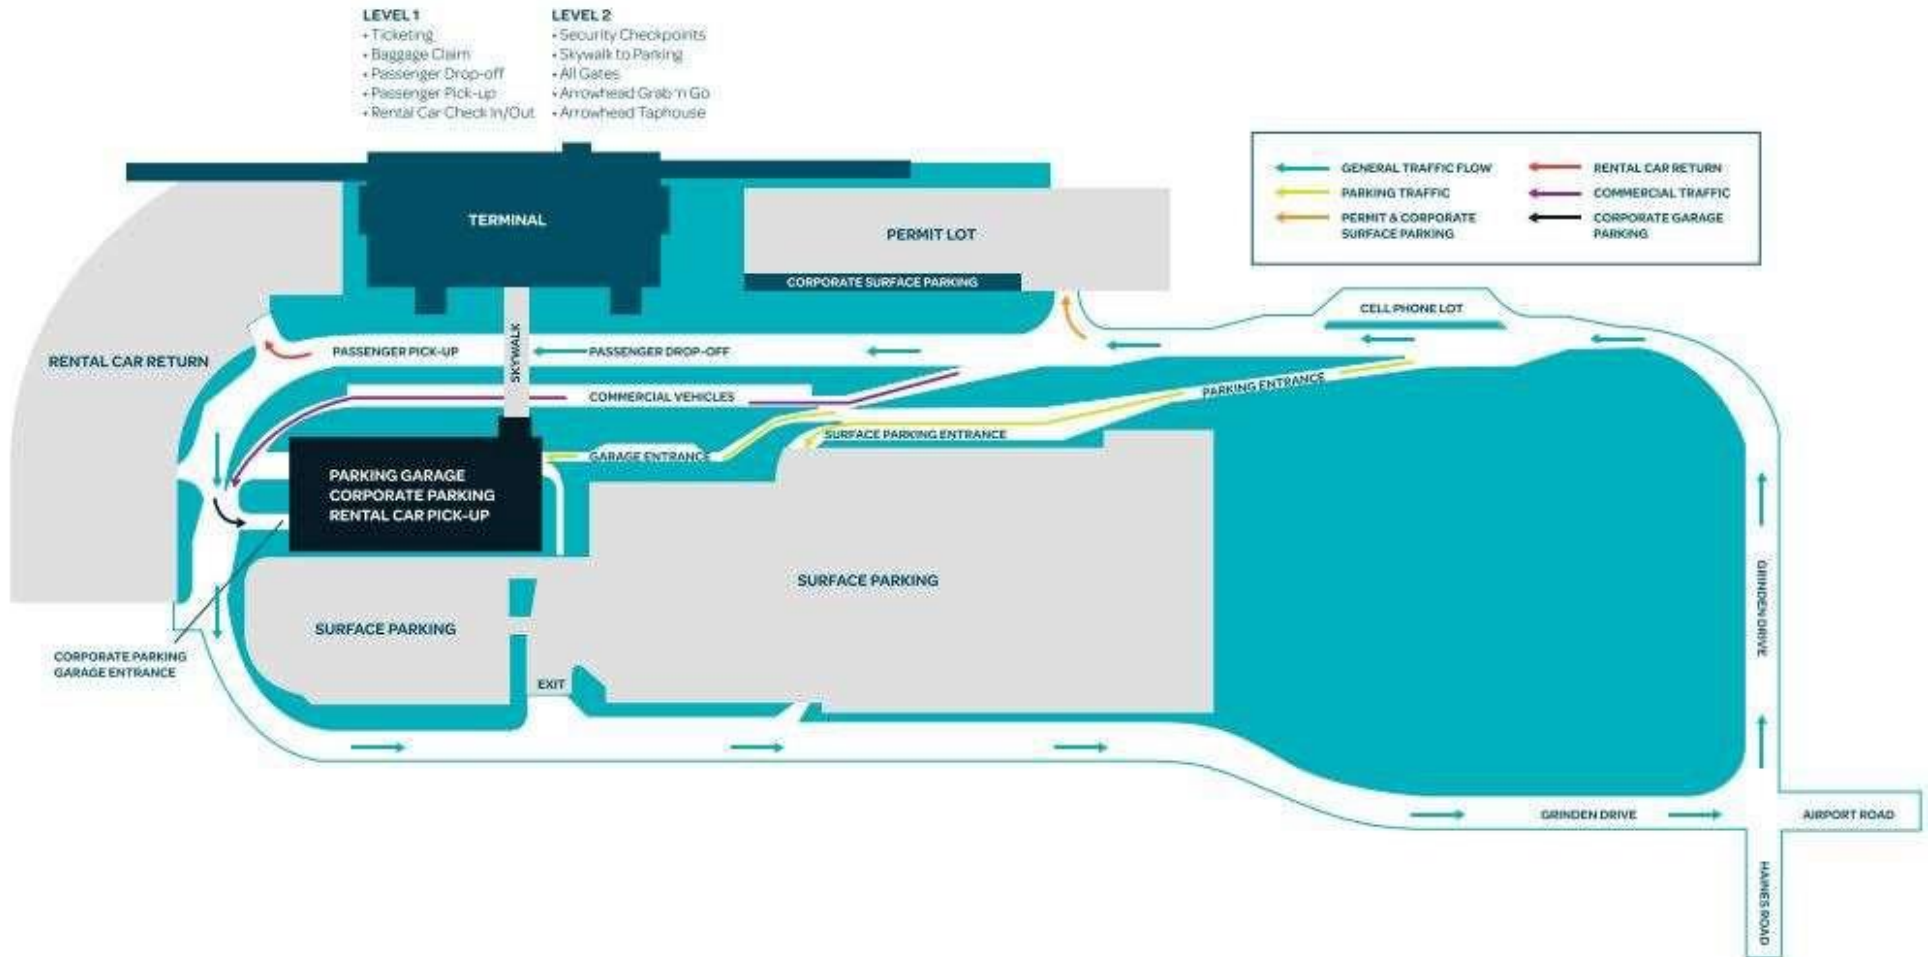 LEVEL 1
• Ticketing
• Baggage Claim
• Passenger Drop-off
• Passenger Pick-up
• Rental Car Check In/Out
LEVEL 2
• Security Checkpoints
• Skywalk to Parking
• All Gates
• Arrowhead Grab 'n Go
• Arrowhead Taphouse
GENERAL TRAFFIC FLOW
PARKING TRAFFIC
PERMIT & CORPORATE
SURFACE PARKING
RENTAL CAR RETURN
COMMERCIAL TRAFFIC
CORPORATE GARAGE
PARKING
TERMINAL
PERMIT LOT
CORPORATE SURFACE PARKING
CELL PHONE LOT
RENTAL CAR RETURN
PASSENGER PICK-UP
SKYWALK
PASSENGER DROP-OFF
PARKING ENTRANCE
COMMERCIAL VEHICLES
SURFACE PARKING ENTRANCE
GARAGE ENTRANCE
PARKING GARAGE
CORPORATE PARKING
RENTAL CAR PICK-UP
SURFACE PARKING
SURFACE PARKING
CORPORATE PARKING
GARAGE ENTRANCE
EXIT
GRINDEN DRIVE
GRINDEN DRIVE
AIRPORT ROAD
HAINES ROAD